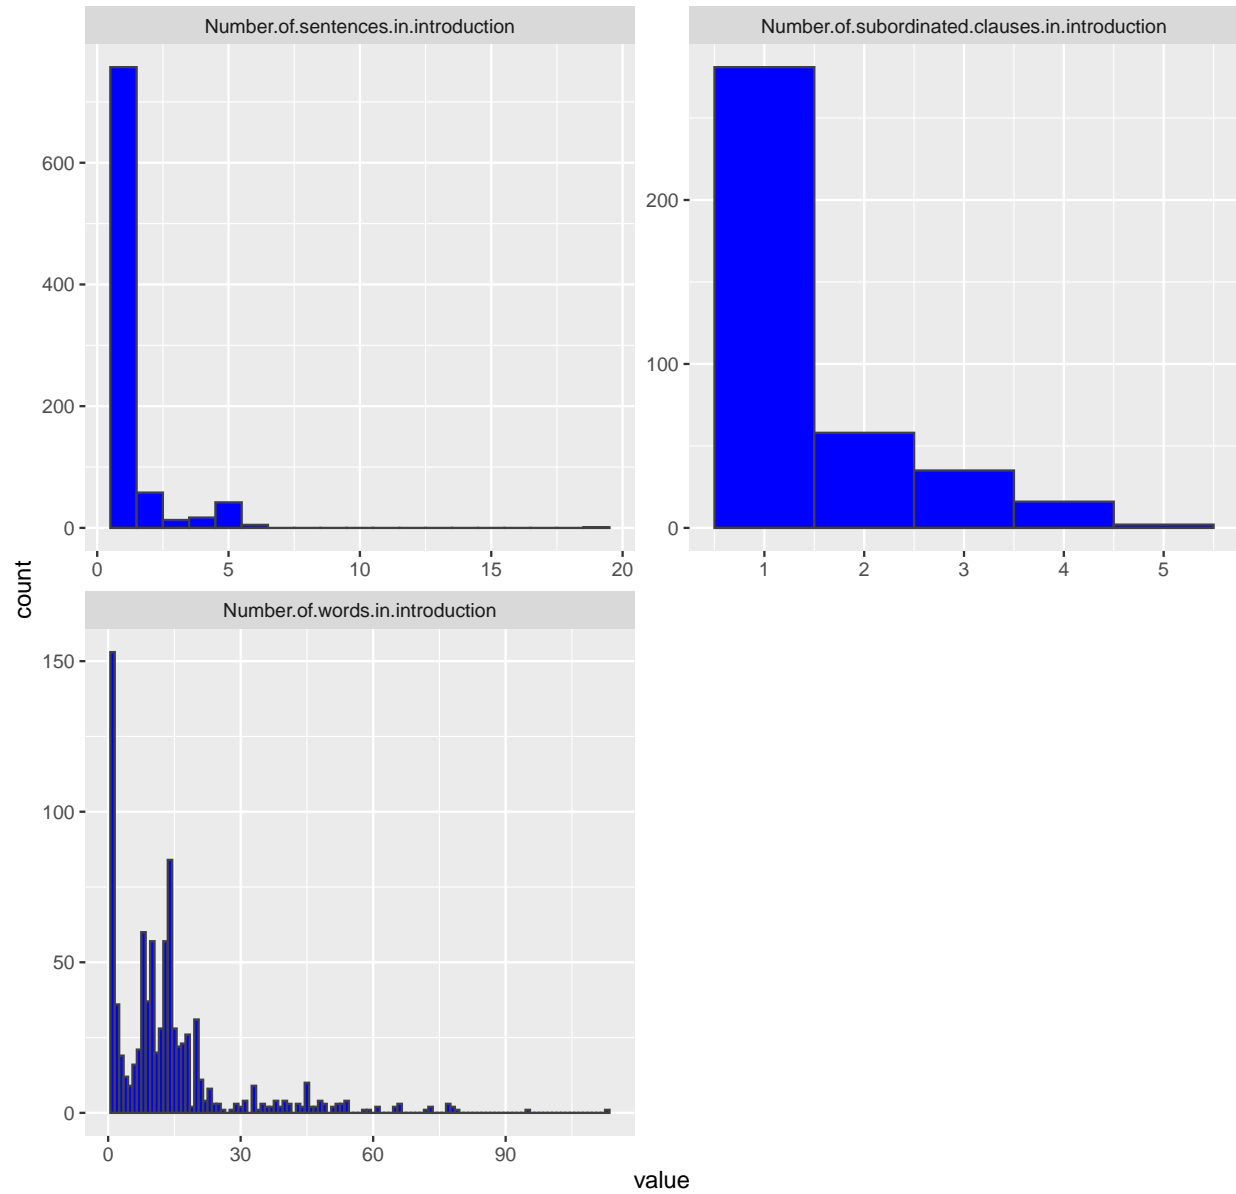 Number.of.sentences.in.introduction
Number.of.subordinated.clauses.in.introduction
600
400
200
0
0 5 10 15 20
200
100
0
1 2 3 4 5
Number.of.words.in.introduction
150
100
50
0
0 30 60 90
count
value